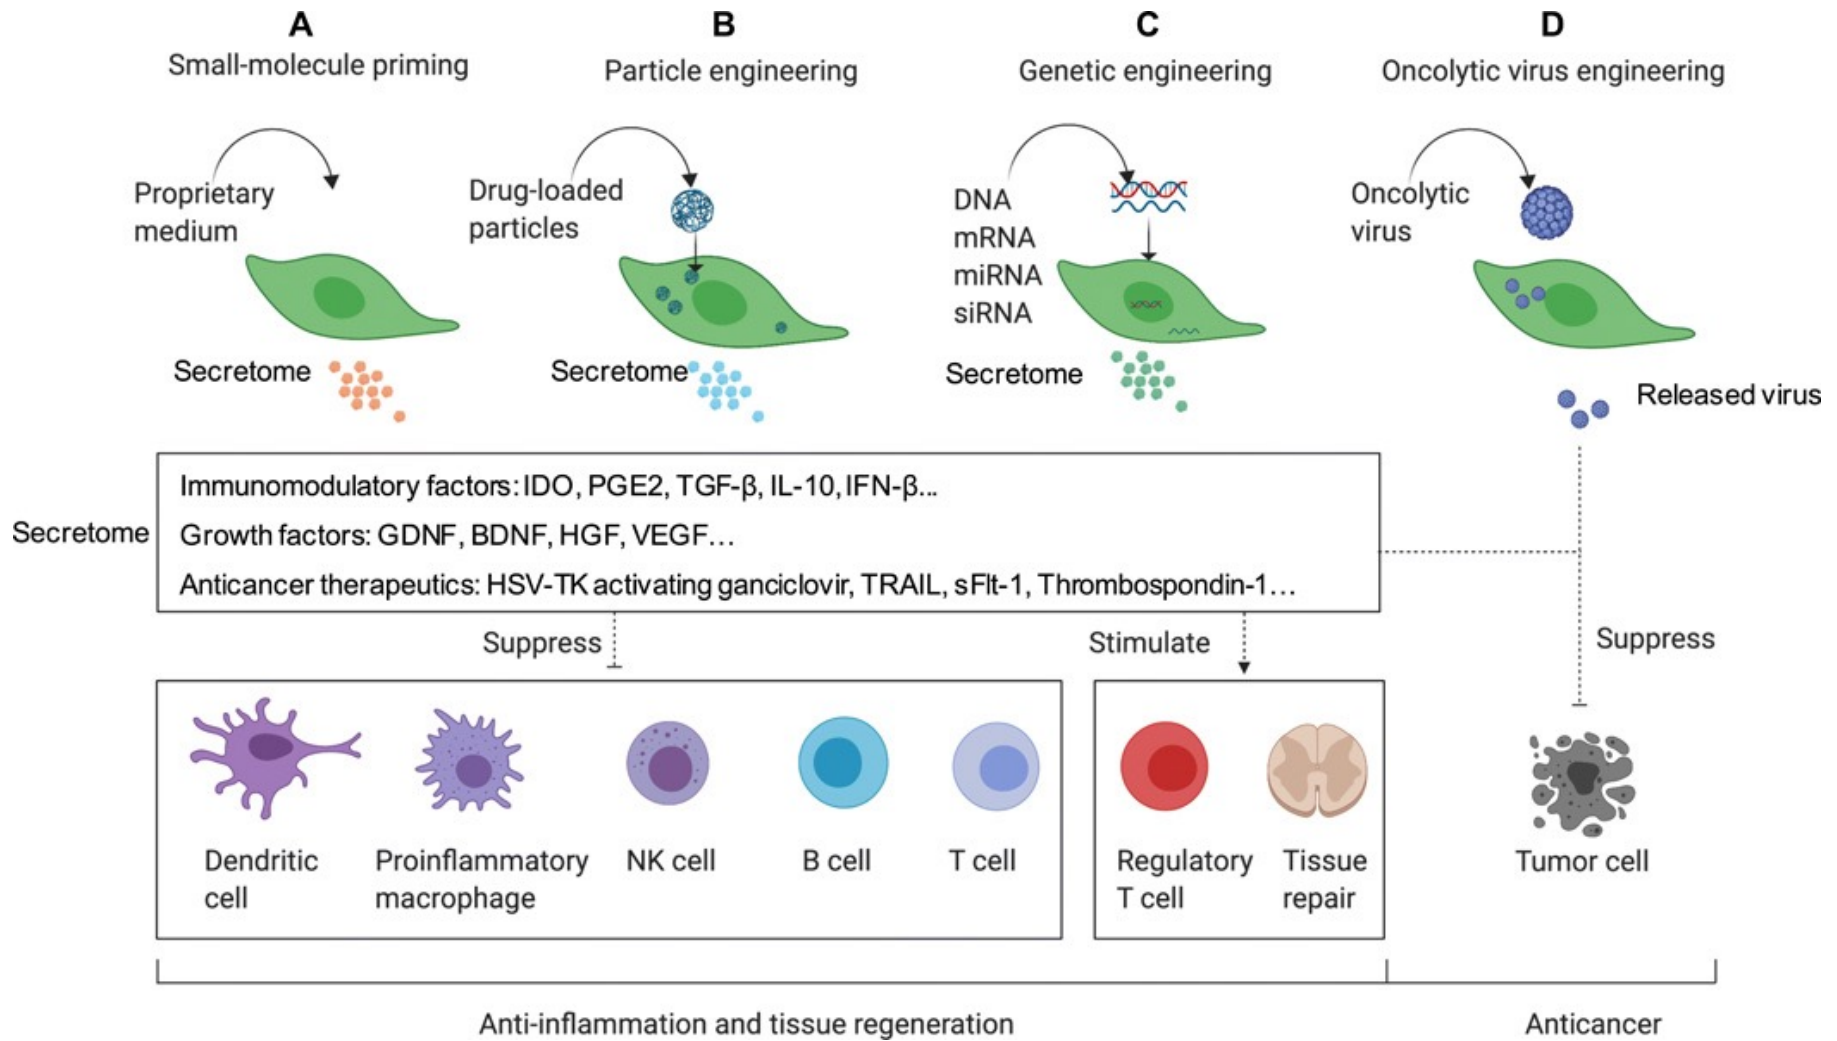 A
Small-molecule priming
B
Particle engineering
C
Genetic engineering
D
Oncolytic virus engineering
Proprietary
medium
Drug-loaded
particles
DNA
mRNA
miRNA
siRNA
Oncolytic
virus
Secretome
Secretome
Secretome
Released virus
Secretome
Immunomodulatory factors: IDO, PGE2, TGF-β, IL-10, IFN-β...
Growth factors: GDNF, BDNF, HGF, VEGF…
Anticancer therapeutics: HSV-TK activating ganciclovir, TRAIL, sFlt-1, Thrombospondin-1…
Suppress
Stimulate
Suppress
Dendritic
cell
Proinflammatory
macrophage
NK cell
B cell
T cell
Regulatory
T cell
Tissue
repair
Tumor cell
Anti-inflammation and tissue regeneration
Anticancer